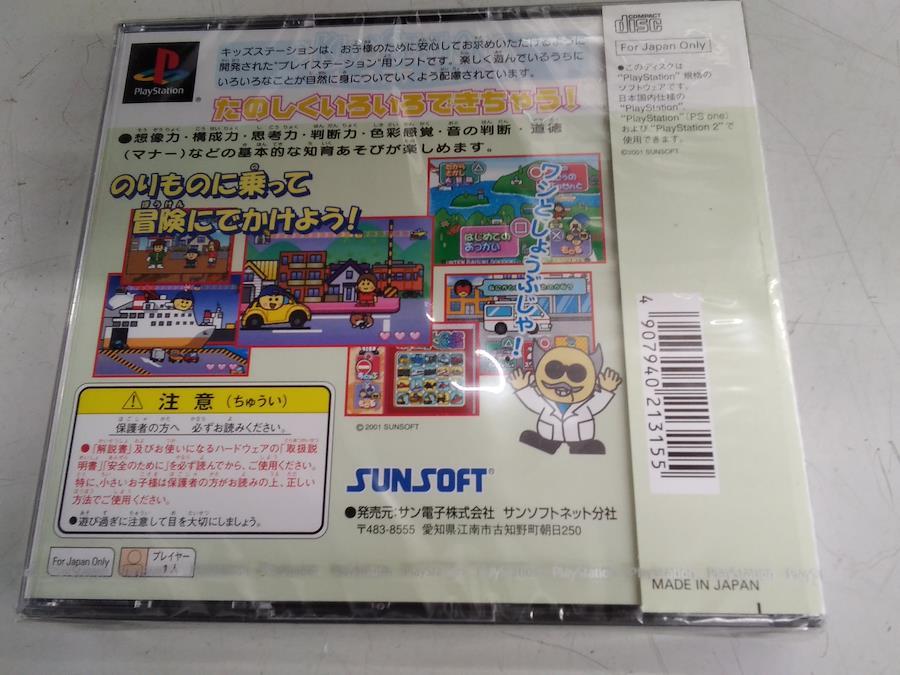 PlayStation
キッズステーションは、お子様のために安心してお求めいただけるように
開発された"プレイステーション"用ソフトです。楽しく遊んでいるうちに
いろいろなことが自然に身についていくよう配慮されています。
たのしくいろいろできちゃう!
●想像力・構成力・思考力・判断力・色彩感覚・音の判断・道徳
(マナー)などの基本的な知育あそびが楽しめます。
のりものに乗って
冒険にでかけよう!
ワシとしょうぶじゃ!
はじめての
おつかい
©2001 SUNSOFT
⚠ 注意(ちゅうい)
保護者の方へ 必ずお読みください。
●「解説書」及びお使いになるハードウェアの「取扱説
明書」「安全のために」を必ず読んでから、ご使用ください。
特に、小さいお子様は保護者の方がお読みの上、正しい
方法でご使用ください。
●遊び過ぎに注意して目を大切にしましょう。
For Japan Only
プレイヤー
1人
SUNSOFT®
●発売元:サン電子株式会社 サンソフトネット分社
〒483-8555 愛知県江南市古知野町朝日250
COMPACT
disc
For Japan Only
●このディスクは
"PlayStation" 規格の
ソフトウェアです。
日本国内仕様の
"PlayStation"
"PlayStation" (PS one)
および "PlayStation 2" で
使用できます。
©2001 SUNSOFT
4 907940 213155
MADE IN JAPAN